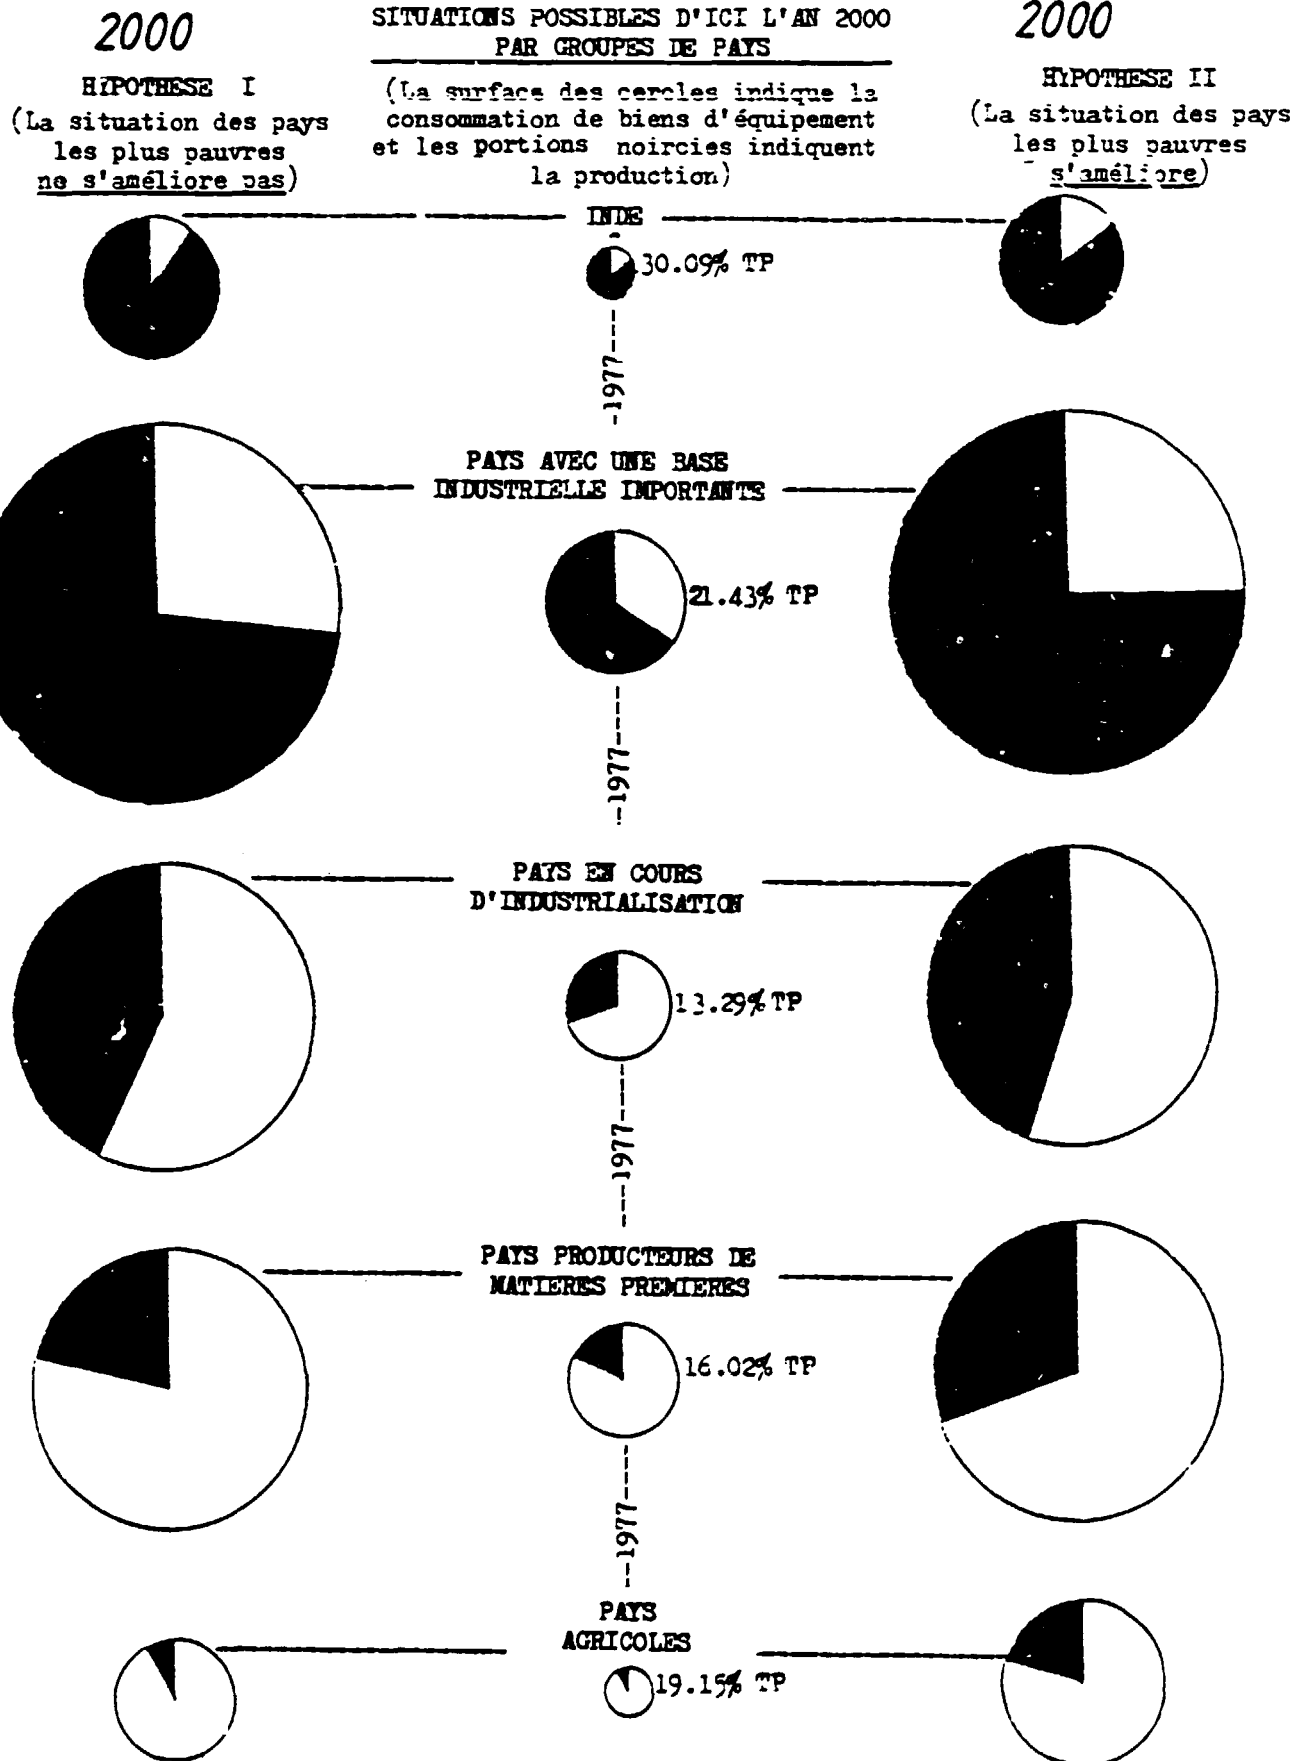 2000
HYPOTHESE I
(La situation des pays
les plus pauvres
ne s'améliore pas)
SITUATIONS POSSIBLES D'ICI L'AN 2000
PAR GROUPES DE PAYS
(La surface des cercles indique la
consommation de biens d'équipement
et les portions noircies indiquent
la production)
2000
HYPOTHESE II
(La situation des pays
les plus pauvres
s'améliore)
INDE
30.09% TP
1977
PAYS AVEC UNE BASE
INDUSTRIELLE IMPORTANTE
21.43% TP
1977
PAYS EN COURS
D'INDUSTRIALISATION
13.29% TP
1977
PAYS PRODUCTEURS DE
MATIERES PREMIERES
16.02% TP
1977
PAYS
AGRICOLES
19.15% TP